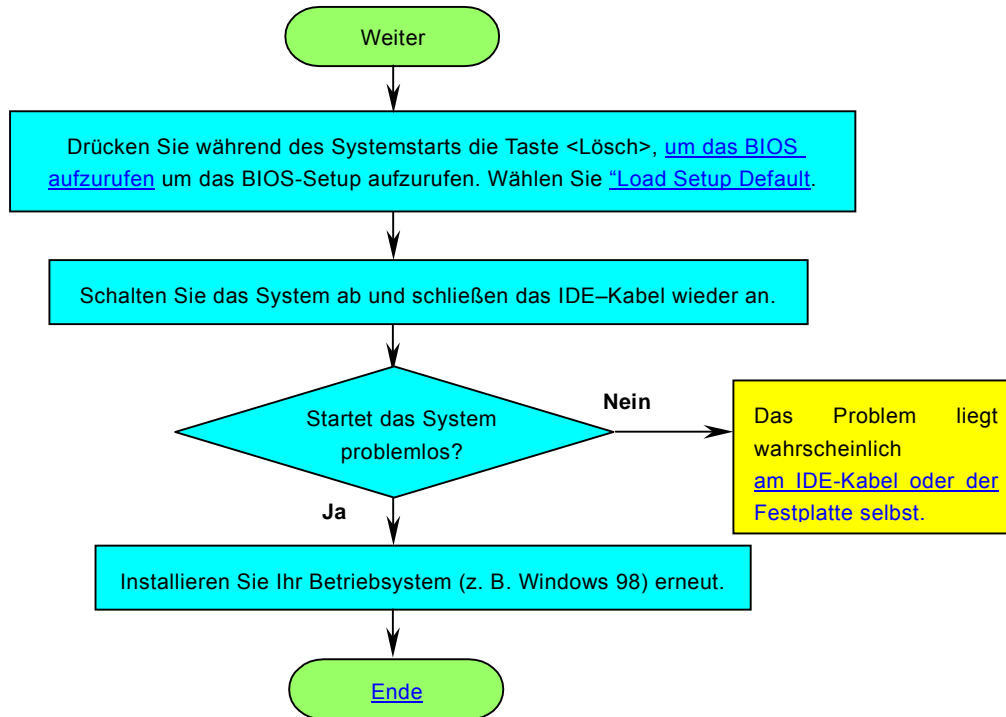 Weiter
Drücken Sie während des Systemstarts die Taste <Lösch>, um das BIOS
aufzurufen um das BIOS-Setup aufzurufen. Wählen Sie “Load Setup Default.
Schalten Sie das System ab und schließen das IDE–Kabel wieder an.
Startet das System
problemlos?
Nein
Das Problem liegt
wahrscheinlich
am IDE-Kabel oder der
Festplatte selbst.
Ja
Installieren Sie Ihr Betriebsystem (z. B. Windows 98) erneut.
Ende